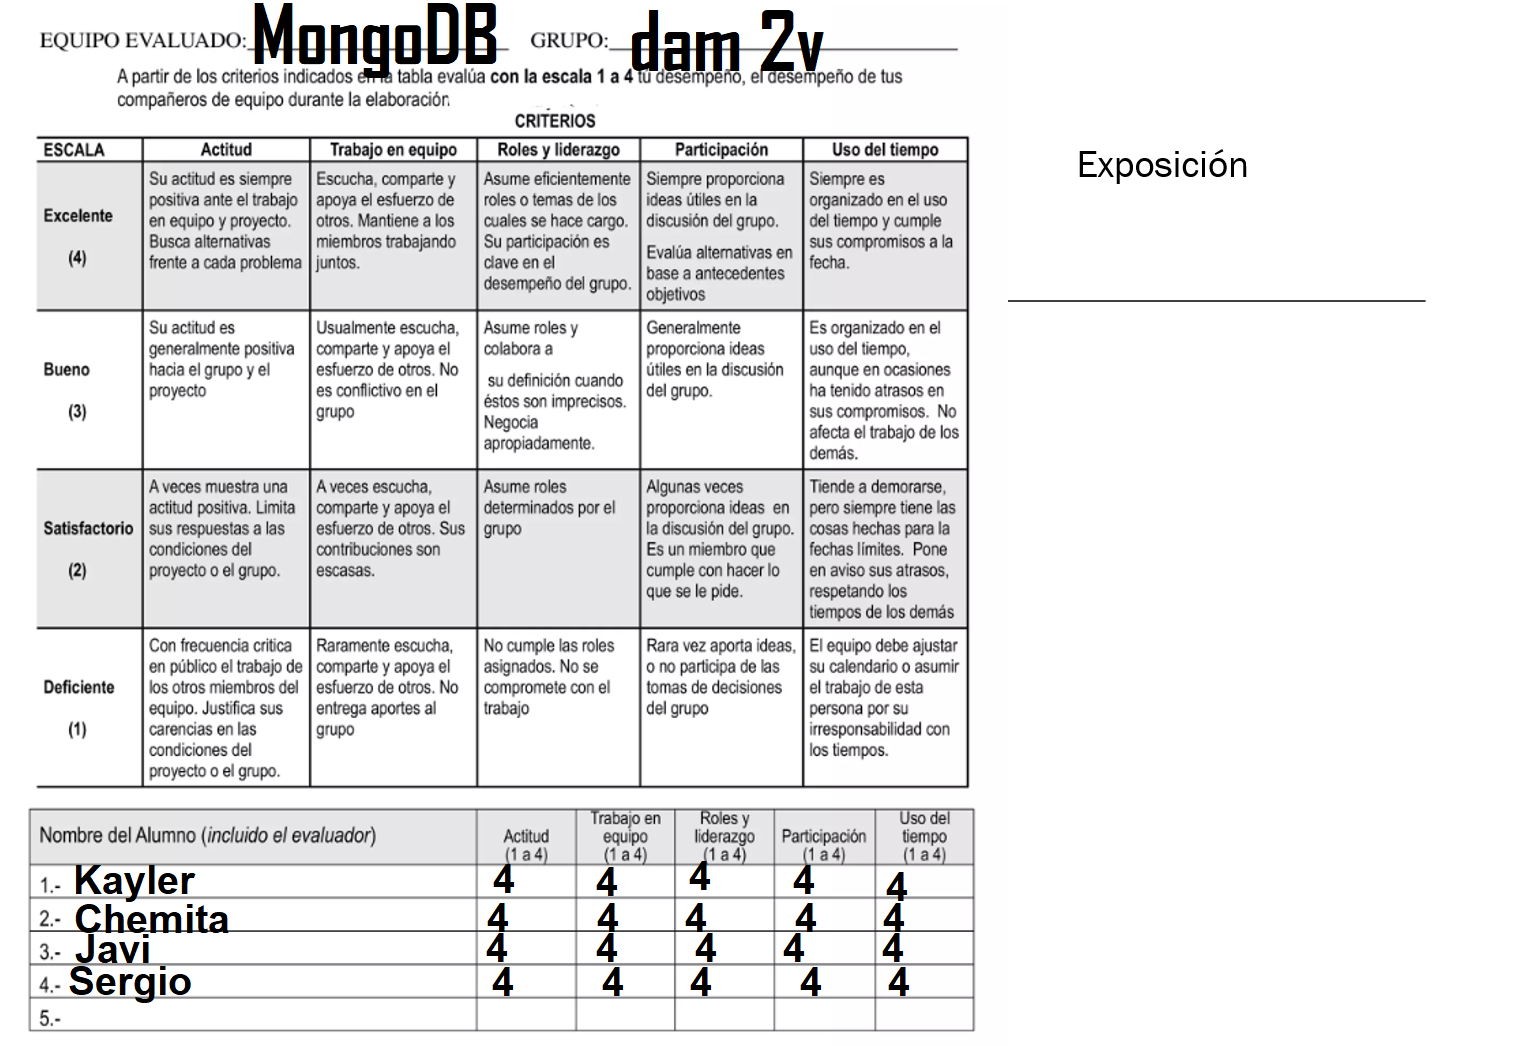 EQUIPO EVALUADO: MongoDB GRUPO: dam 2v
A partir de los criterios indicados en la tabla evalúa con la escala 1 a 4 tú desempeño, el desempeño de tus
compañeros de equipo durante la elaboración.
CRITERIOS
Exposición
ESCALA Actitud Trabajo en equipo Roles y liderazgo Participación Uso del tiempo
Excelente
(4)
Su actitud es siempre
positiva ante el trabajo
en equipo y proyecto.
Busca alternativas
frente a cada problema
Escucha, comparte y
apoya el esfuerzo de
otros. Mantiene a los
miembros trabajando
juntos.
Asume eficientemente
roles o temas de los
cuales se hace cargo.
Su participación es
clave en el
desempeño del grupo.
Siempre proporciona
ideas útiles en la
discusión del grupo.
Evalúa alternativas en
base a antecedentes
objetivos
Siempre es
organizado en el uso
del tiempo y cumple
sus compromisos a la
fecha.
Bueno
(3)
Su actitud es
generalmente positiva
hacia el grupo y el
proyecto
Usualmente escucha,
comparte y apoya el
esfuerzo de otros. No
es conflictivo en el
grupo
Asume roles y
colabora a
su definición cuando
éstos son imprecisos.
Negocia
apropiadamente.
Generalmente
proporciona ideas
útiles en la discusión
del grupo.
Es organizado en el
uso del tiempo,
aunque en ocasiones
ha tenido atrasos en
sus compromisos. No
afecta el trabajo de los
demás.
Satisfactorio
(2)
A veces muestra una
actitud positiva. Limita
sus respuestas a las
condiciones del
proyecto o el grupo.
A veces escucha,
comparte y apoya el
esfuerzo de otros. Sus
contribuciones son
escasas.
Asume roles
determinados por el
grupo
Algunas veces
proporciona ideas en
la discusión del grupo.
Es un miembro que
cumple con hacer lo
que se le pide.
Tiende a demorarse,
pero siempre tiene las
cosas hechas para la
fechas límites. Pone
en aviso sus atrasos,
respetando los
tiempos de los demás
Deficiente
(1)
Con frecuencia critica
en público el trabajo de
los otros miembros del
equipo. Justifica sus
carencias en las
condiciones del
proyecto o el grupo.
Raramente escucha,
comparte y apoya el
esfuerzo de otros. No
entrega aportes al
grupo
No cumple las roles
asignados. No se
compromete con el
trabajo
Rara vez aporta ideas,
o no participa de las
tomas de decisiones
del grupo
El equipo debe ajustar
su calendario o asumir
el trabajo de esta
persona por su
irresponsabilidad con
los tiempos.
Nombre del Alumno (incluido el evaluador)
Actitud
(1 a 4)
Trabajo en
equipo
(1 a 4)
Roles y
liderazgo
(1 a 4)
Participación
(1 a 4)
Uso del
tiempo
(1 a 4)
1.- Kayler 4 4 4 4 4
2.- Chemita 4 4 4 4 4
3.- Javi 4 4 4 4 4
4.- Sergio 4 4 4 4 4
5.-